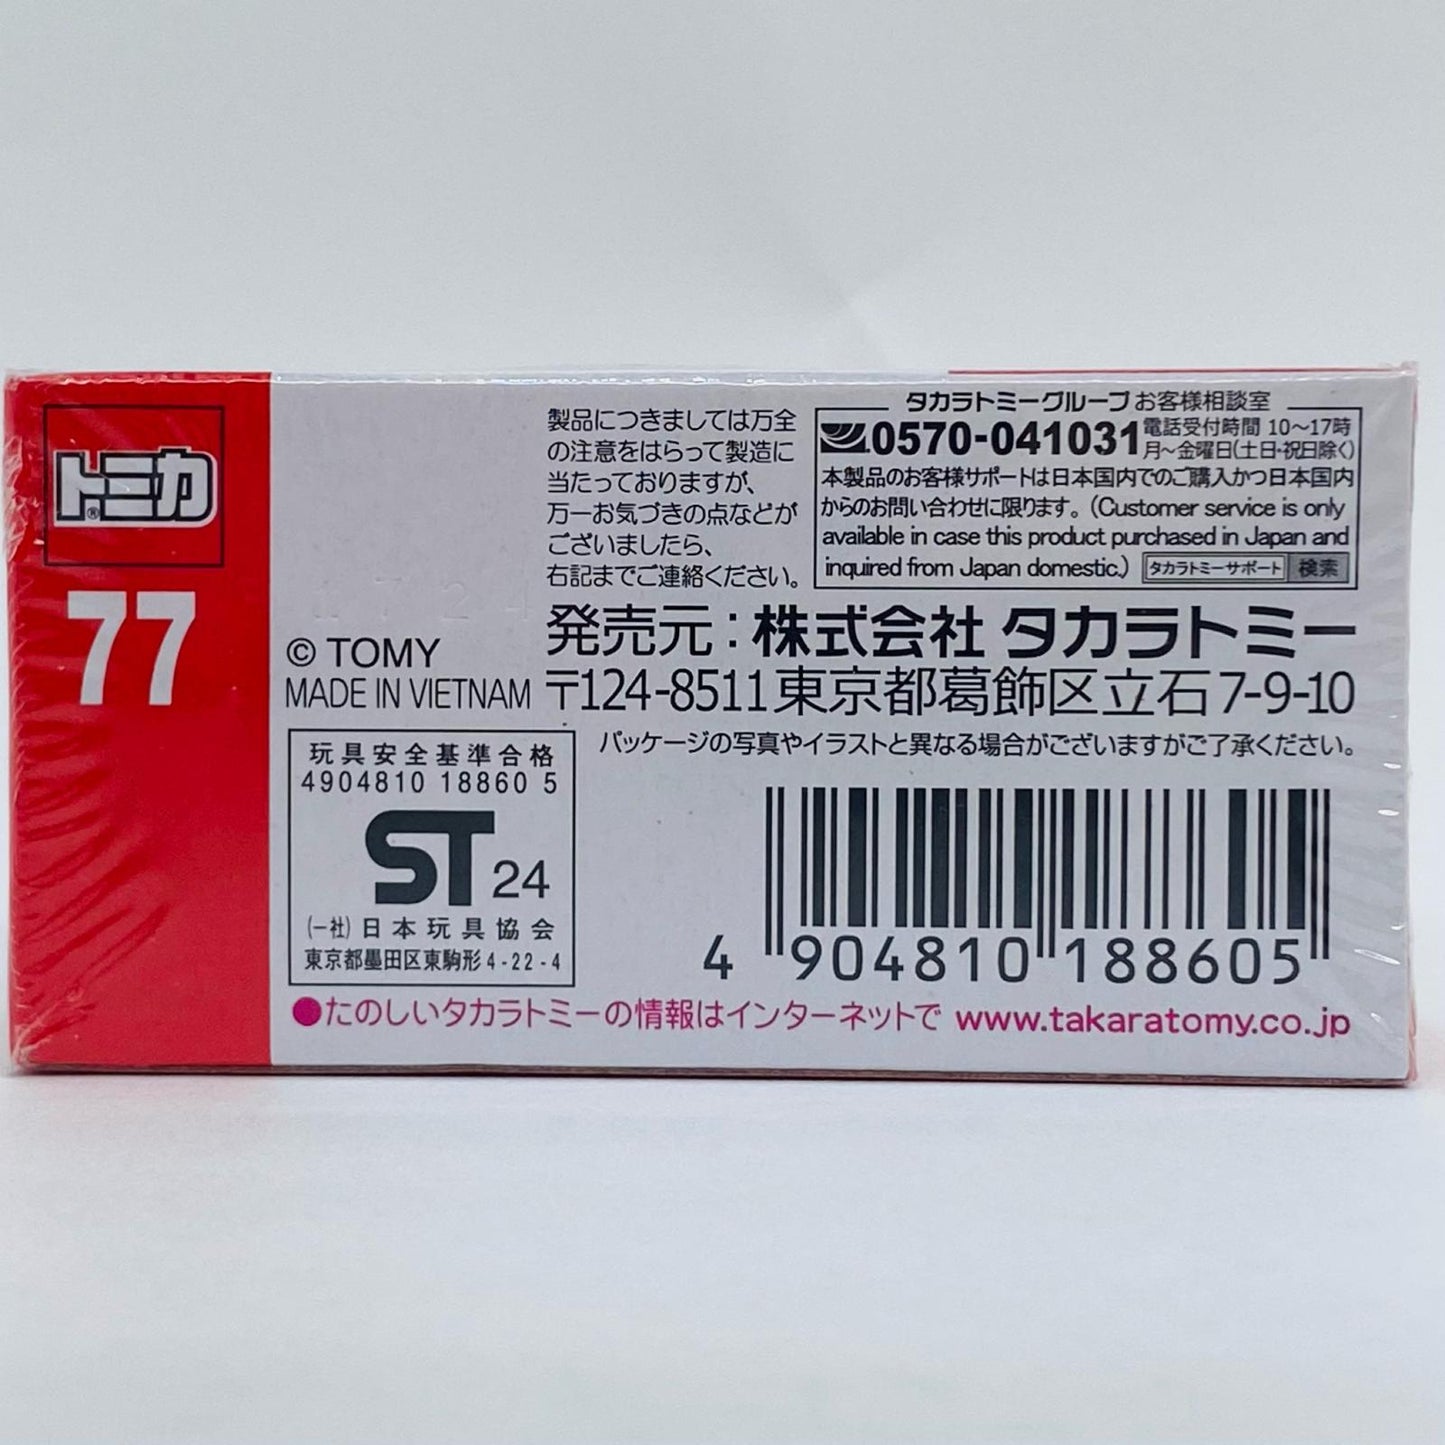 トミカ®
77
© TOMY
MADE IN VIETNAM
製品につきましては万全
の注意をはらって製造に
当たっておりますが、
万一お気づきの点などが
ございましたら、
右記までご連絡ください。
タカラトミーグループ お客様相談室
0570-041031 電話受付時間 10〜17時
月〜金曜日(土日・祝日除く)
本製品のお客様サポートは日本国内でのご購入かつ日本国内
からのお問い合わせに限ります。(Customer service is only
available in case this product purchased in Japan and
inquired from Japan domestic.) タカラトミーサポート 検索
発売元:株式会社 タカラトミー
〒124-8511 東京都葛飾区立石 7-9-10
パッケージの写真やイラストと異なる場合がございますがご了承ください。
玩具安全基準合格
4904810 18860 5
ST 24
(一社)日本玩具協会
東京都墨田区東駒形 4-22-4
4 904810 188605
●たのしいタカラトミーの情報はインターネットで www.takaratomy.co.jp